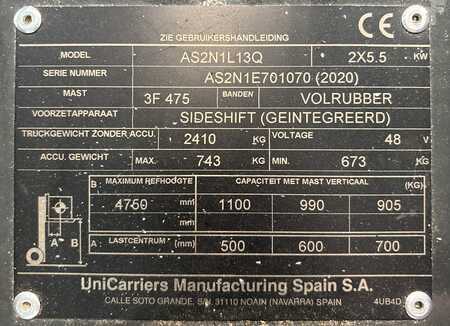 ZIE GEBRUIKERSHANDLEIDING CE
MODEL AS2N1L13Q 2X5.5 KW
SERIE NUMMER AS2N1E701070 (2020)
MAST 3F 475 BANDEN VOLRUBBER
VOORZETAPPARAAT SIDESHIFT (GEINTEGREERD)
TRUCKGEWICHT ZONDER ACCU. 2410 KG VOLTAGE 48 V
ACCU. GEWICHT MAX. 743 KG MIN. 673 KG
B MAXIMUM HEFHOOGTE CAPACITEIT MET MAST VERTICAAL (KG)
4750 mm 1100 990 905
A LASTCENTRUM (mm) 500 600 700
A B
UniCarriers Manufacturing Spain S.A.
CALLE SOTO GRANDE, S/N, 31110 NOAIN (NAVARRA) SPAIN 4UB4D